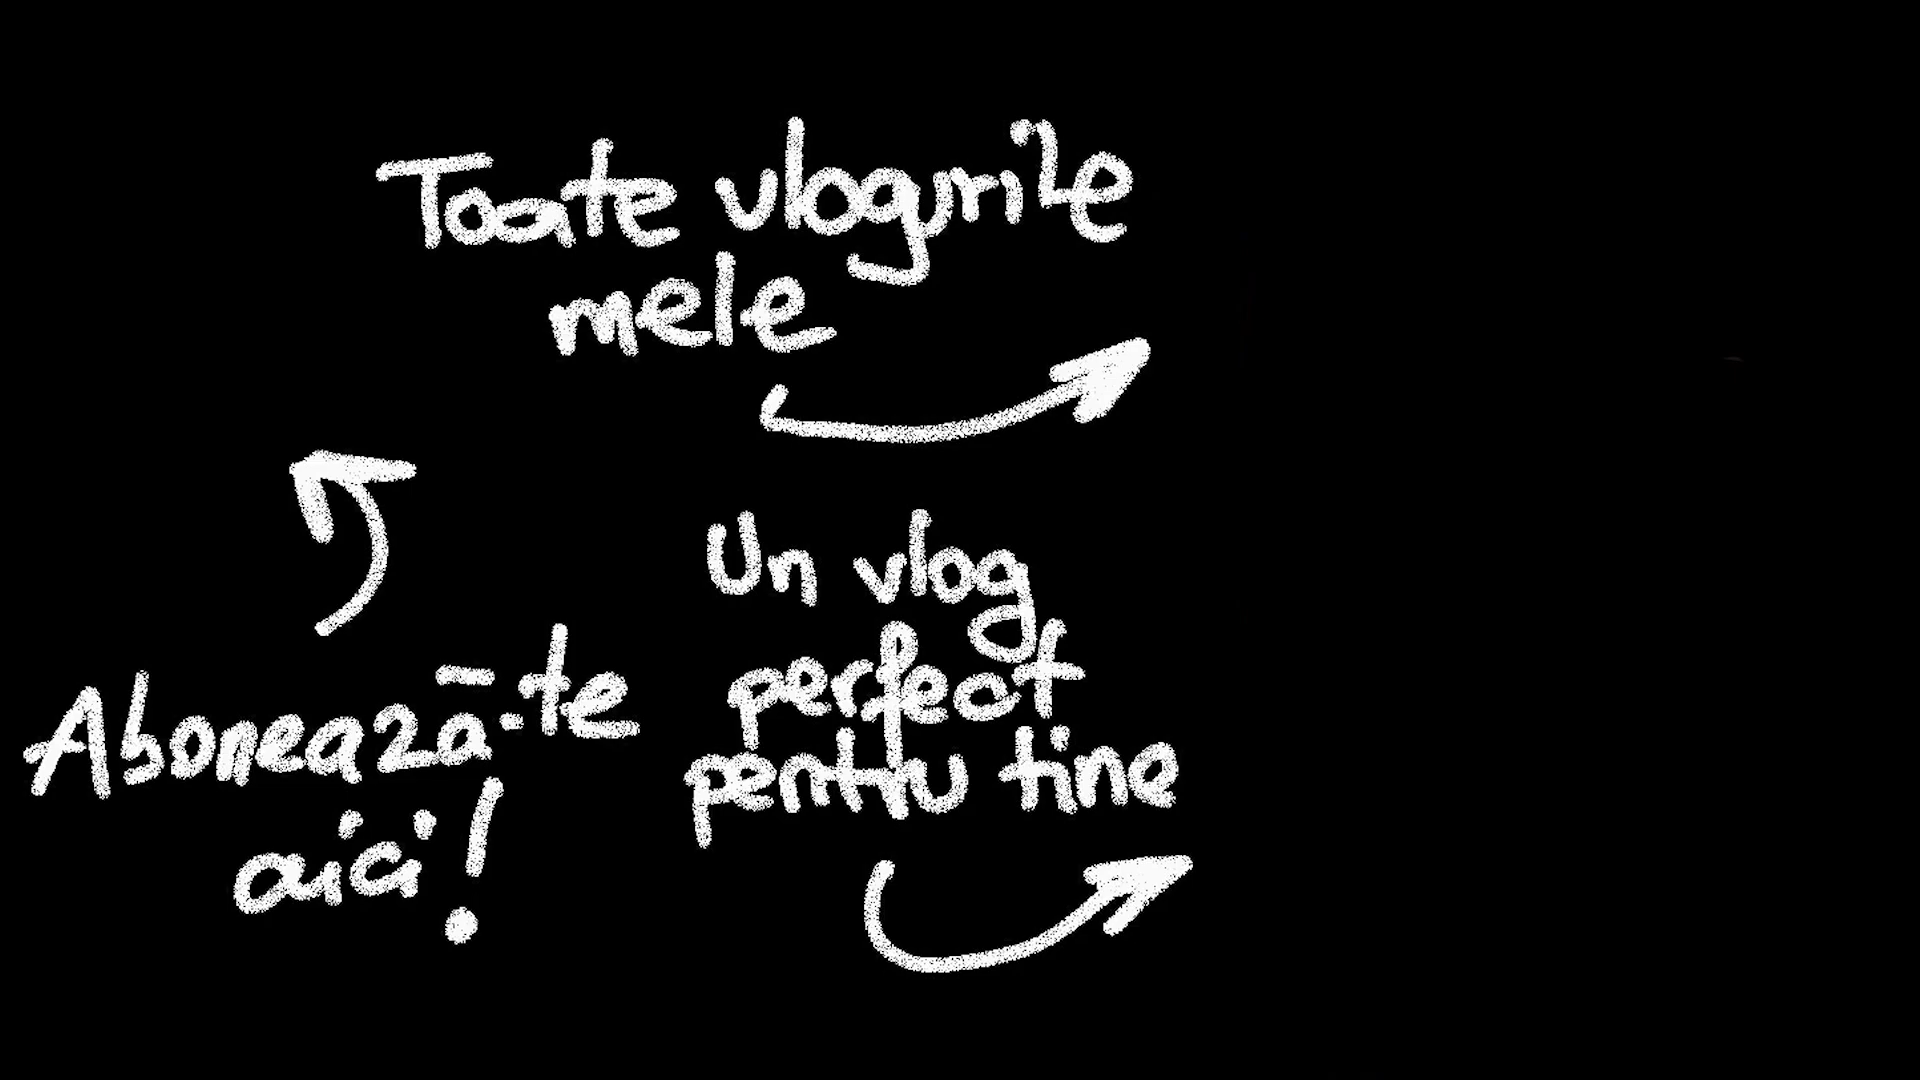 Toate vlogurile
mele
Un vlog
perfect
pentru tine
Abonează-te
aici!